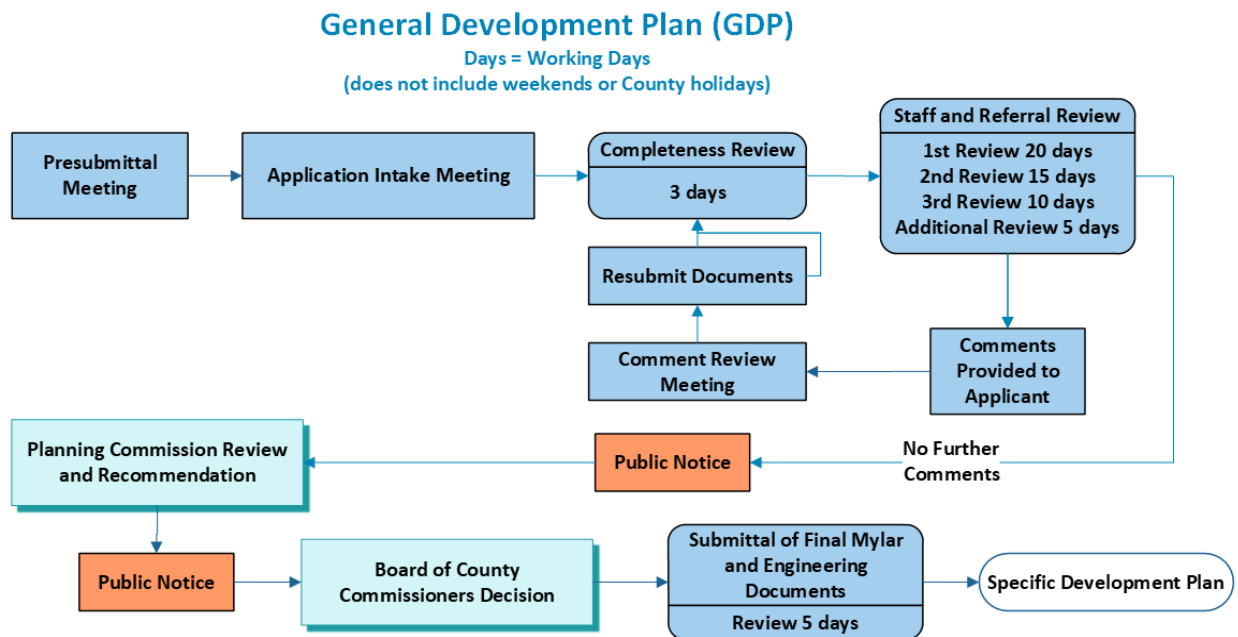 General Development Plan (GDP)
Days = Working Days
(does not include weekends or County holidays)
Presubmittal
Meeting
Application Intake Meeting
Completeness Review
3 days
Staff and Referral Review
1st Review 20 days
2nd Review 15 days
3rd Review 10 days
Additional Review 5 days
Resubmit Documents
Comment Review
Meeting
Comments
Provided to
Applicant
Planning Commission Review
and Recommendation
Public Notice
No Further
Comments
Public Notice
Board of County
Commissioners Decision
Submittal of Final Mylar
and Engineering
Documents
Review 5 days
Specific Development Plan